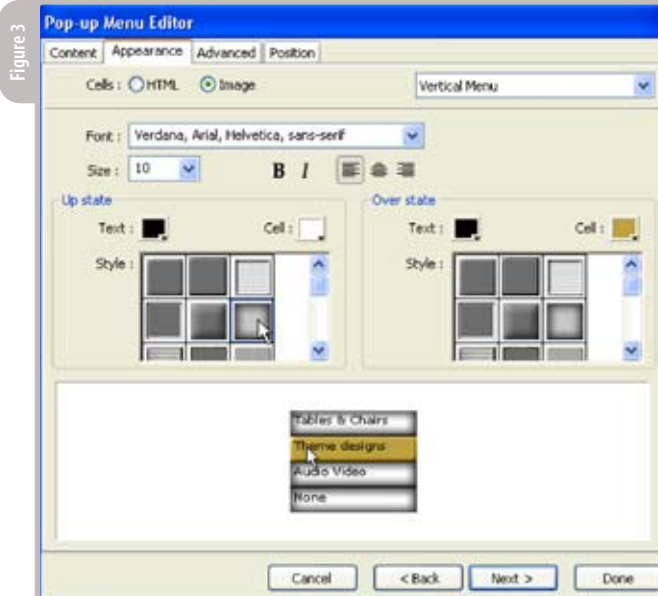 Figure 3
Pop-up Menu Editor
Content Appearance Advanced Position
Cells : HTML Image Vertical Menu
Font : Verdana, Arial, Helvetica, sans-serif
Size : 10 B I
Up state Over state
Text : Cell : Text : Cell :
Style : Style :
Tables & Chairs
Theme designs
Audio Video
None
Cancel < Back Next > Done